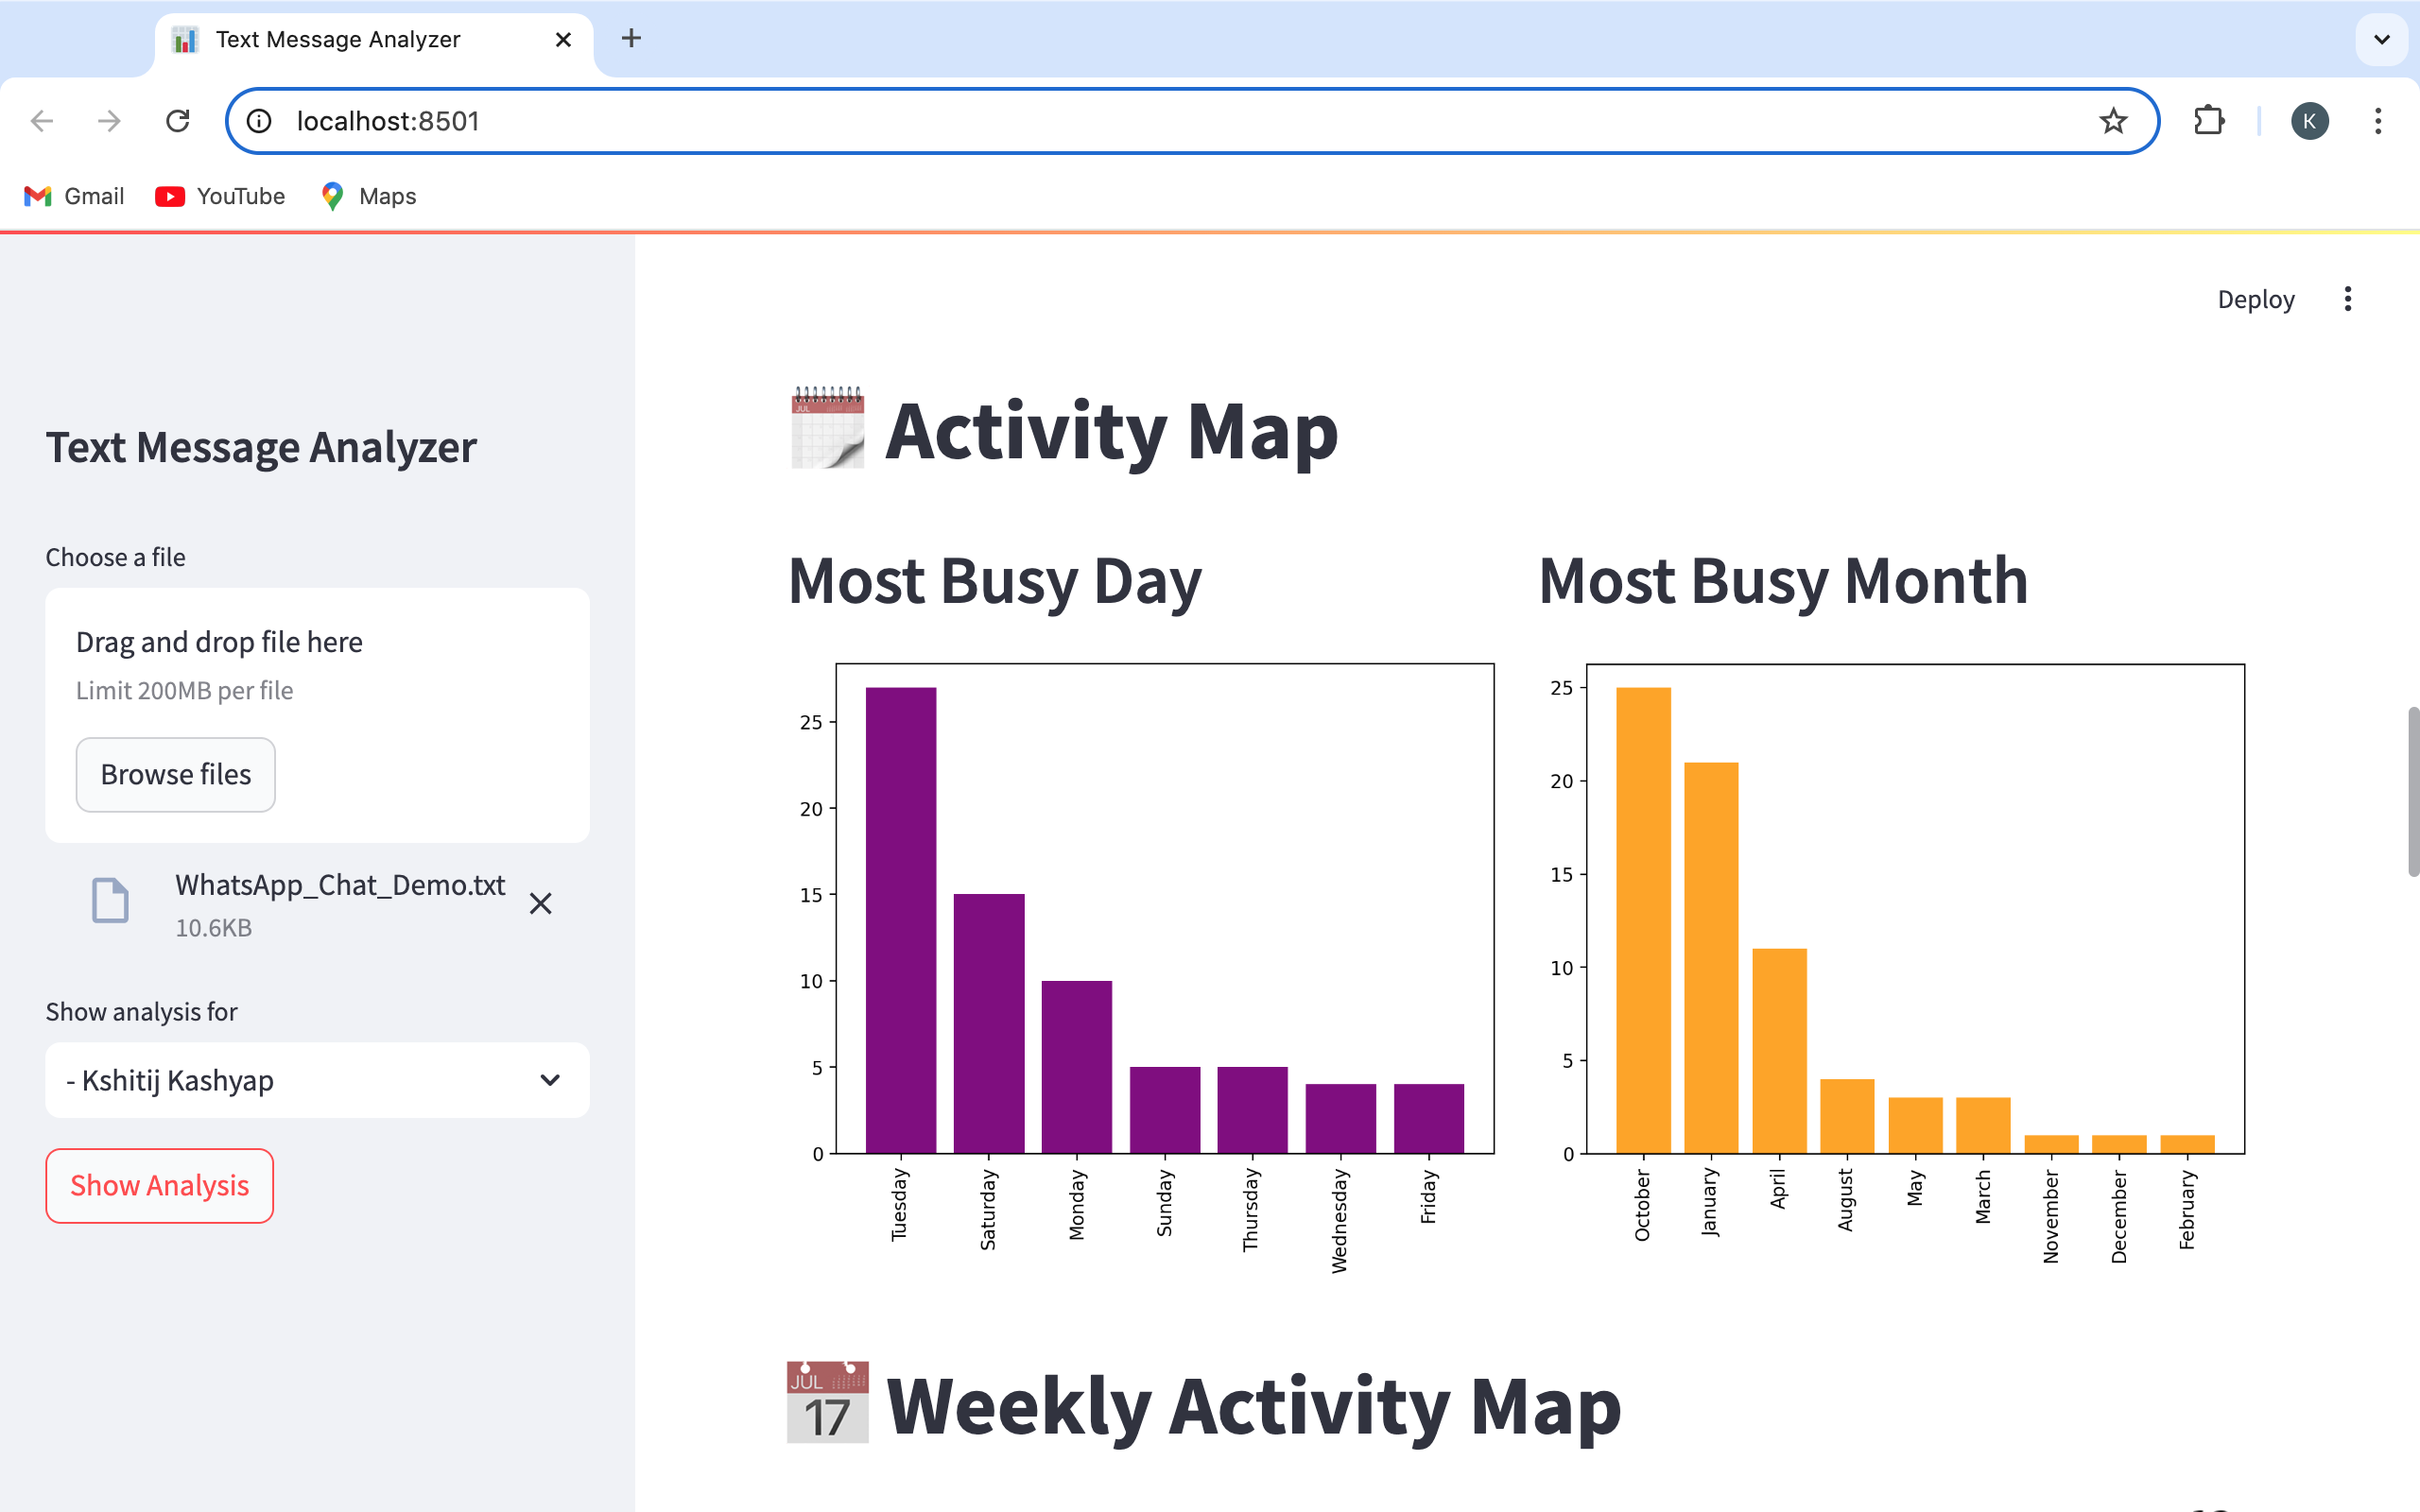 Text Message Analyzer
localhost:8501
K
Gmail
YouTube
Maps
Deploy
Text Message Analyzer
Choose a file
Drag and drop file here
Limit 200MB per file
Browse files
WhatsApp_Chat_Demo.txt
10.6KB
Show analysis for
- Kshitij Kashyap
Show Analysis
JUL
Activity Map
Most Busy Day
25
20
15
10
5
0
Tuesday
Saturday
Monday
Sunday
Thursday
Wednesday
Friday
Most Busy Month
25
20
15
10
5
0
October
January
April
August
May
March
November
December
February
JUL
17
Weekly Activity Map